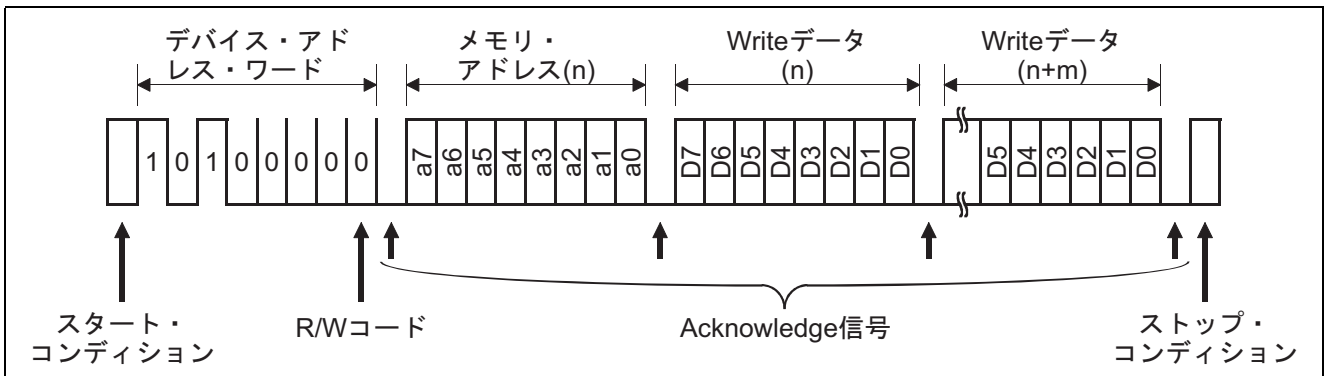 デバイス・アド
レス・ワード
メモリ・
アドレス(n)
Writeデータ
(n)
Writeデータ
(n+m)
1 0 1 0 0 0 0 0
a7 a6 a5 a4 a3 a2 a1 a0
D7 D6 D5 D4 D3 D2 D1 D0
D5 D4 D3 D2 D1 D0
スタート・
コンディション
R/Wコード
Acknowledge信号
ストップ・
コンディション